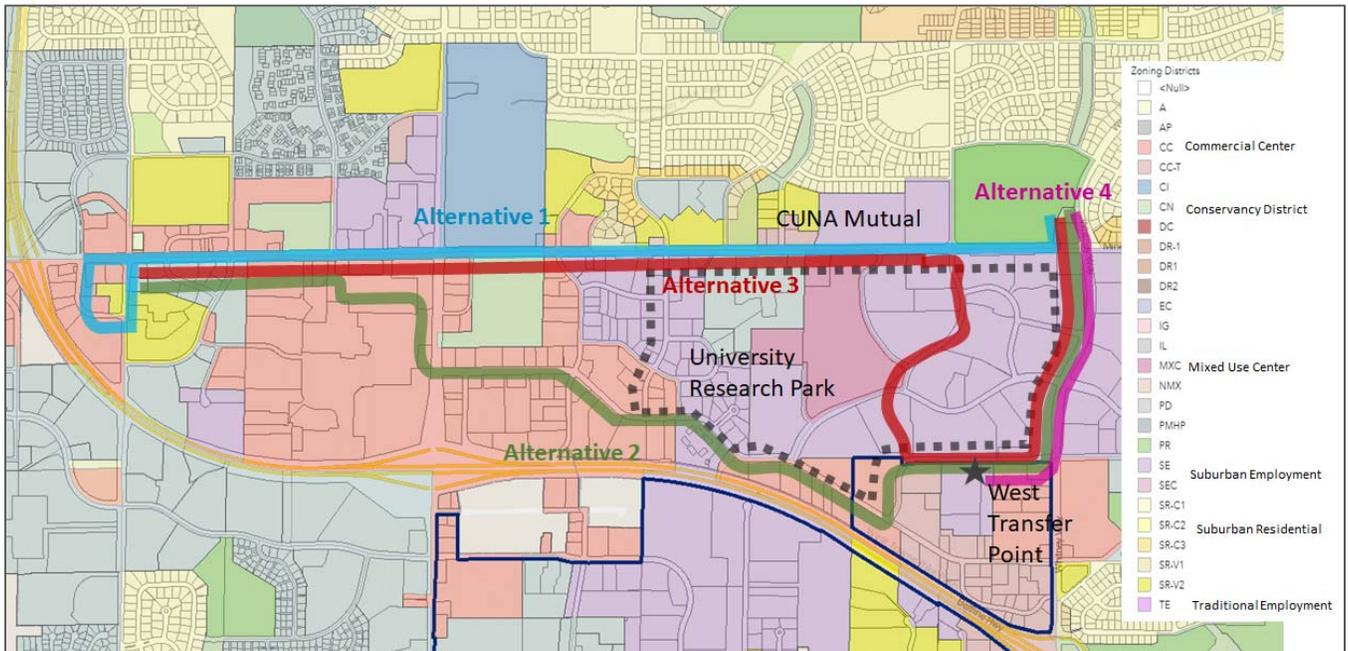 Alternative 1
CUNA Mutual
Alternative 4
Alternative 3
University
Research Park
Alternative 2
West
Transfer
Point
Zoning Districts
<Null>
A
AP
CC Commercial Center
CC-T
CI
CN Conservancy District
DC
DR-1
DR1
DR2
EC
IG
IL
MXC Mixed Use Center
NMX
PD
PMHP
PR
SE Suburban Employment
SEC
SR-C1
SR-C2 Suburban Residential
SR-C3
SR-V1
SR-V2
TE Traditional Employment